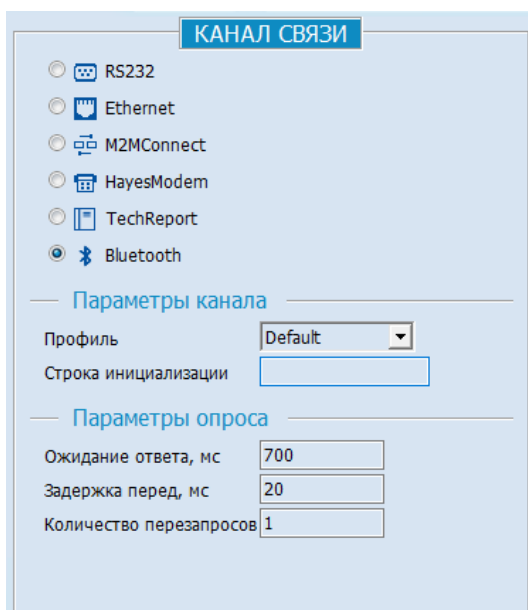 КАНАЛ СВЯЗИ
RS232
Ethernet
M2MConnect
HayesModem
TechReport
Bluetooth
Параметры канала
Профиль Default
Строка инициализации
Параметры опроса
Ожидание ответа, мс 700
Задержка перед, мс 20
Количество перезапросов 1